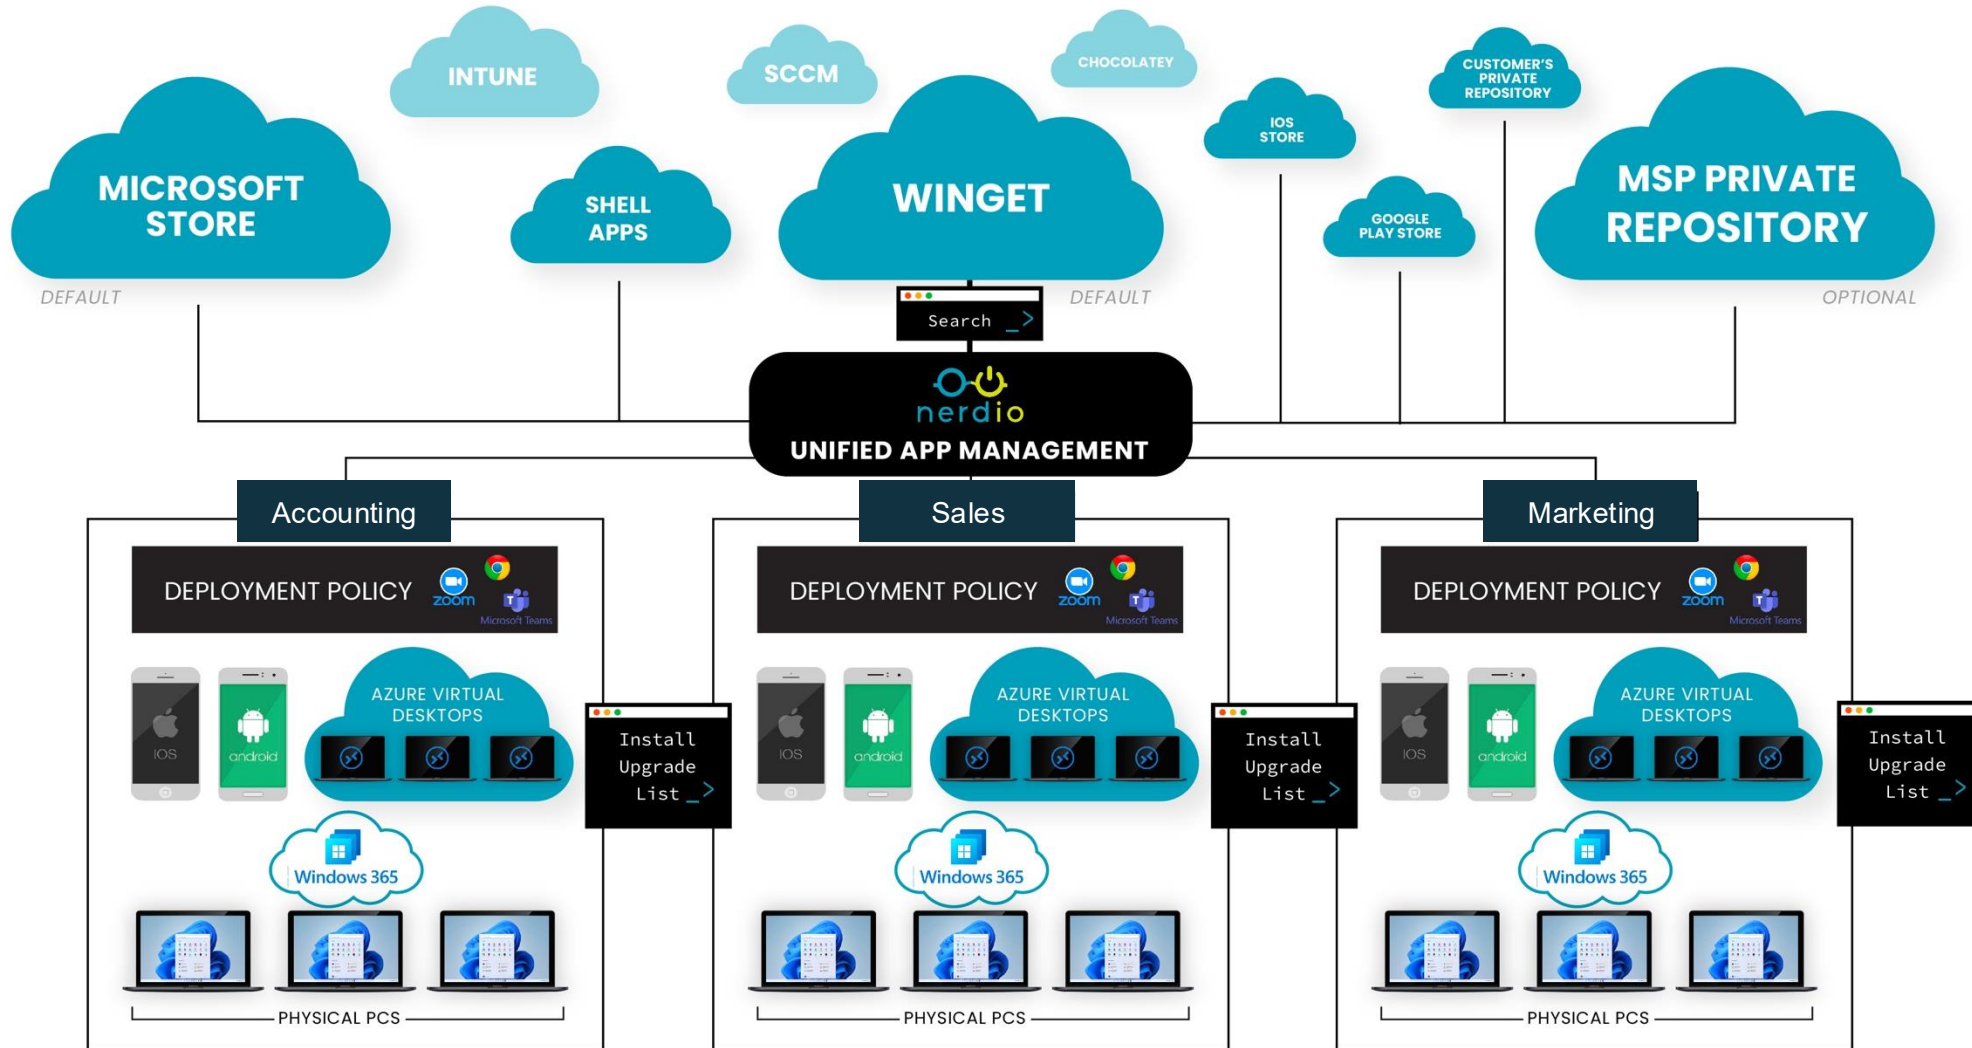 INTUNE
SCCM
CHOCOLATEY
CUSTOMER'S
PRIVATE
REPOSITORY
IOS
STORE
MICROSOFT
STORE
SHELL
APPS
WINGET
GOOGLE
PLAY STORE
MSP PRIVATE
REPOSITORY
DEFAULT
DEFAULT
OPTIONAL
Search _>
nerdio
UNIFIED APP MANAGEMENT
Accounting
DEPLOYMENT POLICY
zoom
T
Microsoft Teams
IOS
android
AZURE VIRTUAL
DESKTOPS
Install
Upgrade
List _>
Windows 365
PHYSICAL PCS
Sales
DEPLOYMENT POLICY
zoom
T
Microsoft Teams
IOS
android
AZURE VIRTUAL
DESKTOPS
Install
Upgrade
List _>
Windows 365
PHYSICAL PCS
Marketing
DEPLOYMENT POLICY
zoom
T
Microsoft Teams
IOS
android
AZURE VIRTUAL
DESKTOPS
Install
Upgrade
List _>
Windows 365
PHYSICAL PCS